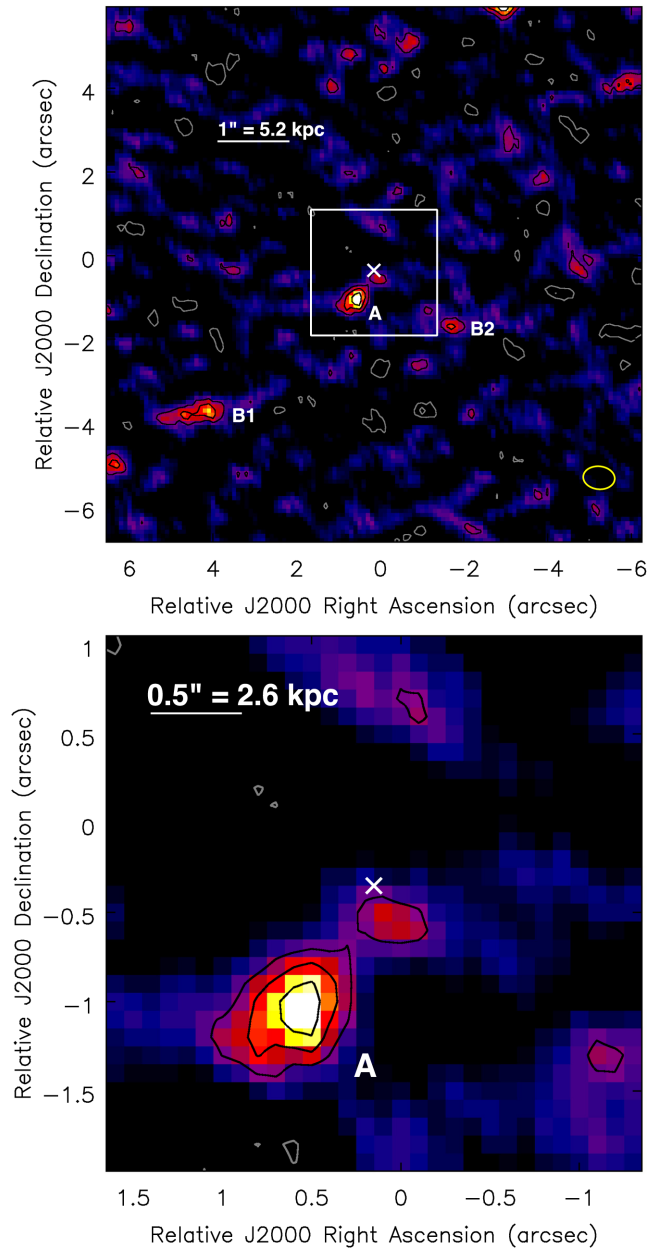 4
2
0
−2
−4
−6
Relative J2000 Declination (arcsec)
1" = 5.2 kpc
A
B2
B1
6 4 2 0 −2 −4 −6
Relative J2000 Right Ascension (arcsec)
1
0.5
0
−0.5
−1
−1.5
Relative J2000 Declination (arcsec)
0.5" = 2.6 kpc
A
1.5 1 0.5 0 −0.5 −1
Relative J2000 Right Ascension (arcsec)